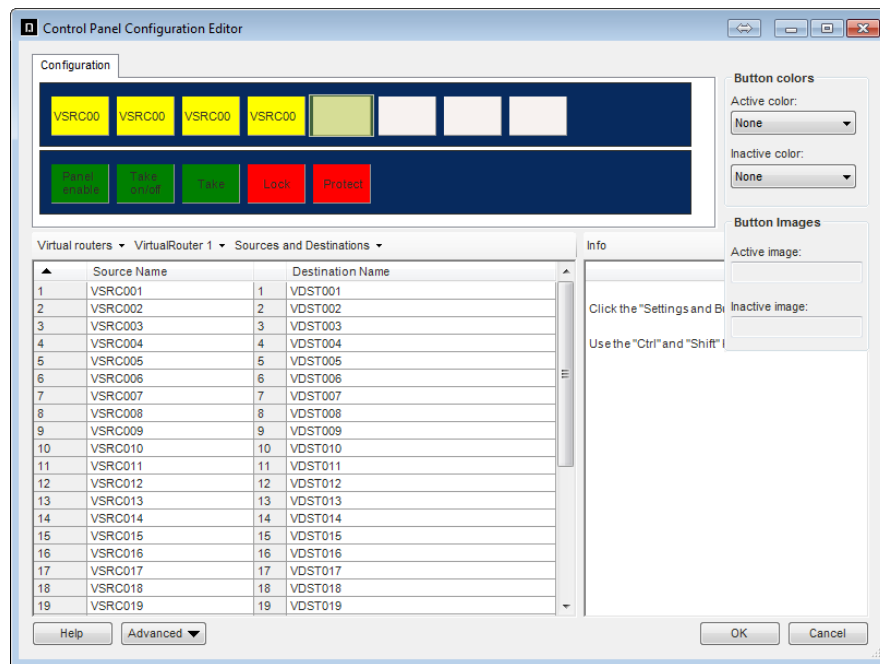 Control Panel Configuration Editor
Configuration
VSRC00 VSRC00 VSRC00 VSRC00
Panel enable
Take on/off
Take
Lock
Protect
Button colors
Active color:
None
Inactive color:
None
Button Images
Active image:
Inactive image:
Virtual routers VirtualRouter 1 Sources and Destinations
Source Name Destination Name
1 VSRC001 1 VDST001
2 VSRC002 2 VDST002
3 VSRC003 3 VDST003
4 VSRC004 4 VDST004
5 VSRC005 5 VDST005
6 VSRC006 6 VDST006
7 VSRC007 7 VDST007
8 VSRC008 8 VDST008
9 VSRC009 9 VDST009
10 VSRC010 10 VDST010
11 VSRC011 11 VDST011
12 VSRC012 12 VDST012
13 VSRC013 13 VDST013
14 VSRC014 14 VDST014
15 VSRC015 15 VDST015
16 VSRC016 16 VDST016
17 VSRC017 17 VDST017
18 VSRC018 18 VDST018
19 VSRC019 19 VDST019
Info
Click the "Settings and
Use the "Ctrl" and "Shift"
Help Advanced OK Cancel